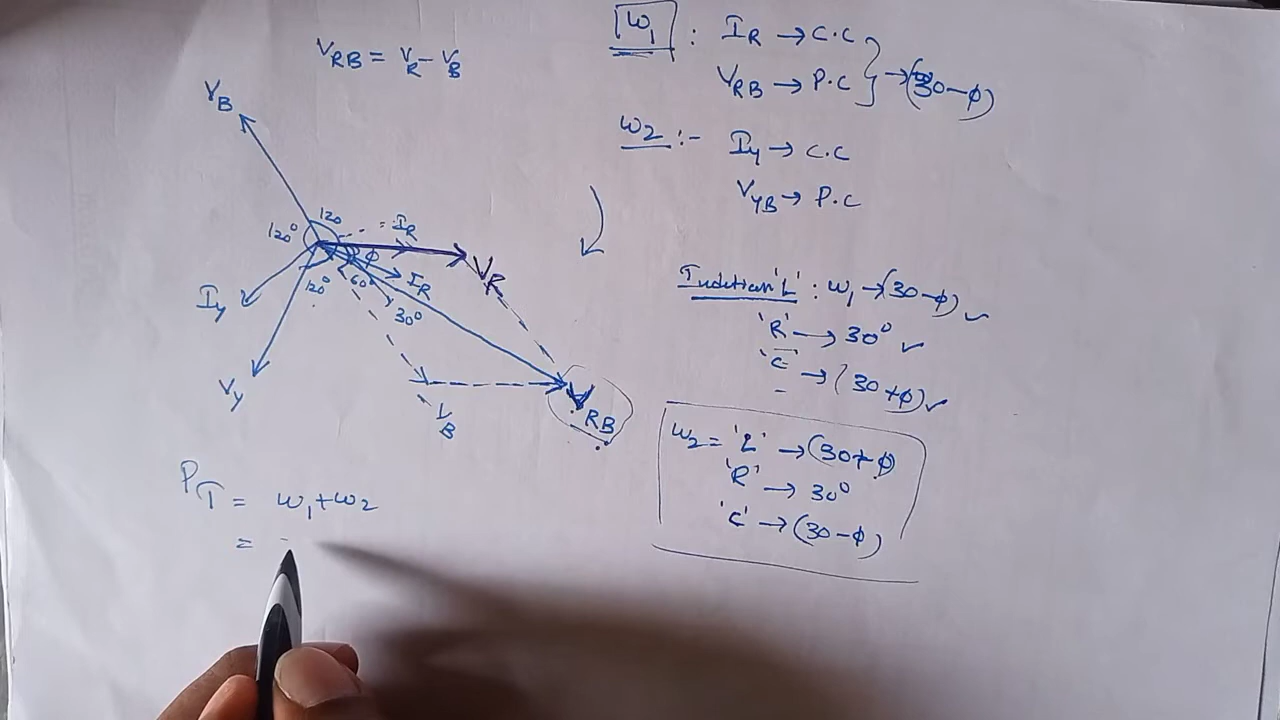 V_RB = V_R - V_B
W1 : I_R → C.C
V_RB → P.C } → (30 - ϕ)
W2 :- I_y → C.C
V_YB → P.C
V_B
120
120°
I_R
ϕ
V_R
I_y
120°
60°
I_R
30°
V_y
V_B
V_RB
'L' : W1 → (30 - ϕ) ✓
'R' → 30° ✓
'C' → (30 + ϕ) ✓
W2 = 'L' → (30 + ϕ)
'R' → 30°
'C' → (30 - ϕ)
P_T = W1 + W2
=